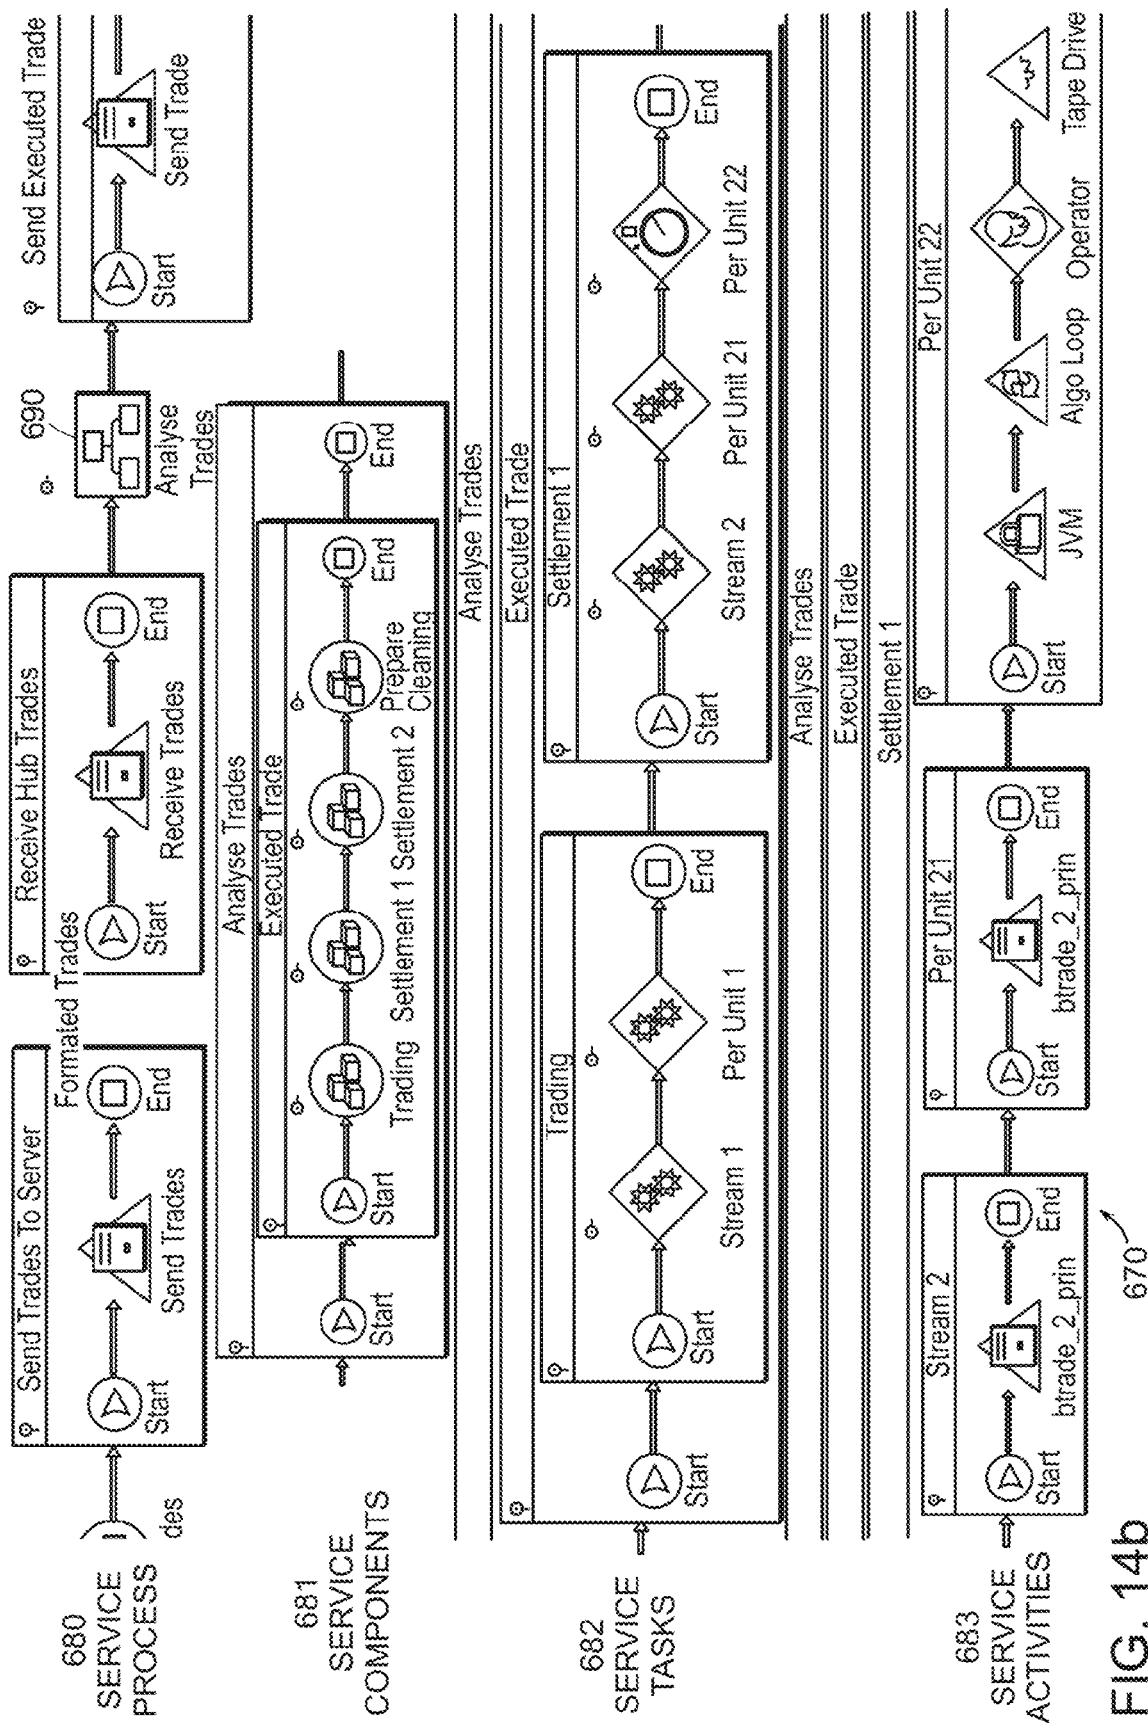 680
SERVICE
PROCESS
des
Send Trades To Server
Start
Send Trades
End
Formated Trades
Receive Hub Trades
Start
Receive Trades
End
690
Analyse
Trades
Send Executed Trade
Start
Send Trade
681
SERVICE
COMPONENTS
Analyse Trades
Start
Executed Trade
Start
Trading
Settlement 1
Settlement 2
Prepare
Cleaning
End
End
682
SERVICE
TASKS
Analyse Trades
Executed Trade
Start
Trading
Start
Stream 1
Per Unit 1
End
Settlement 1
Start
Stream 2
Per Unit 21
Per Unit 22
End
683
SERVICE
ACTIVITIES
Analyse Trades
Executed Trade
Settlement 1
Stream 2
Start
btrade_2_prin
End
Per Unit 21
Start
btrade_2_prin
End
Per Unit 22
Start
JVM
Algo Loop
Operator
Tape Drive
670
FIG. 14b